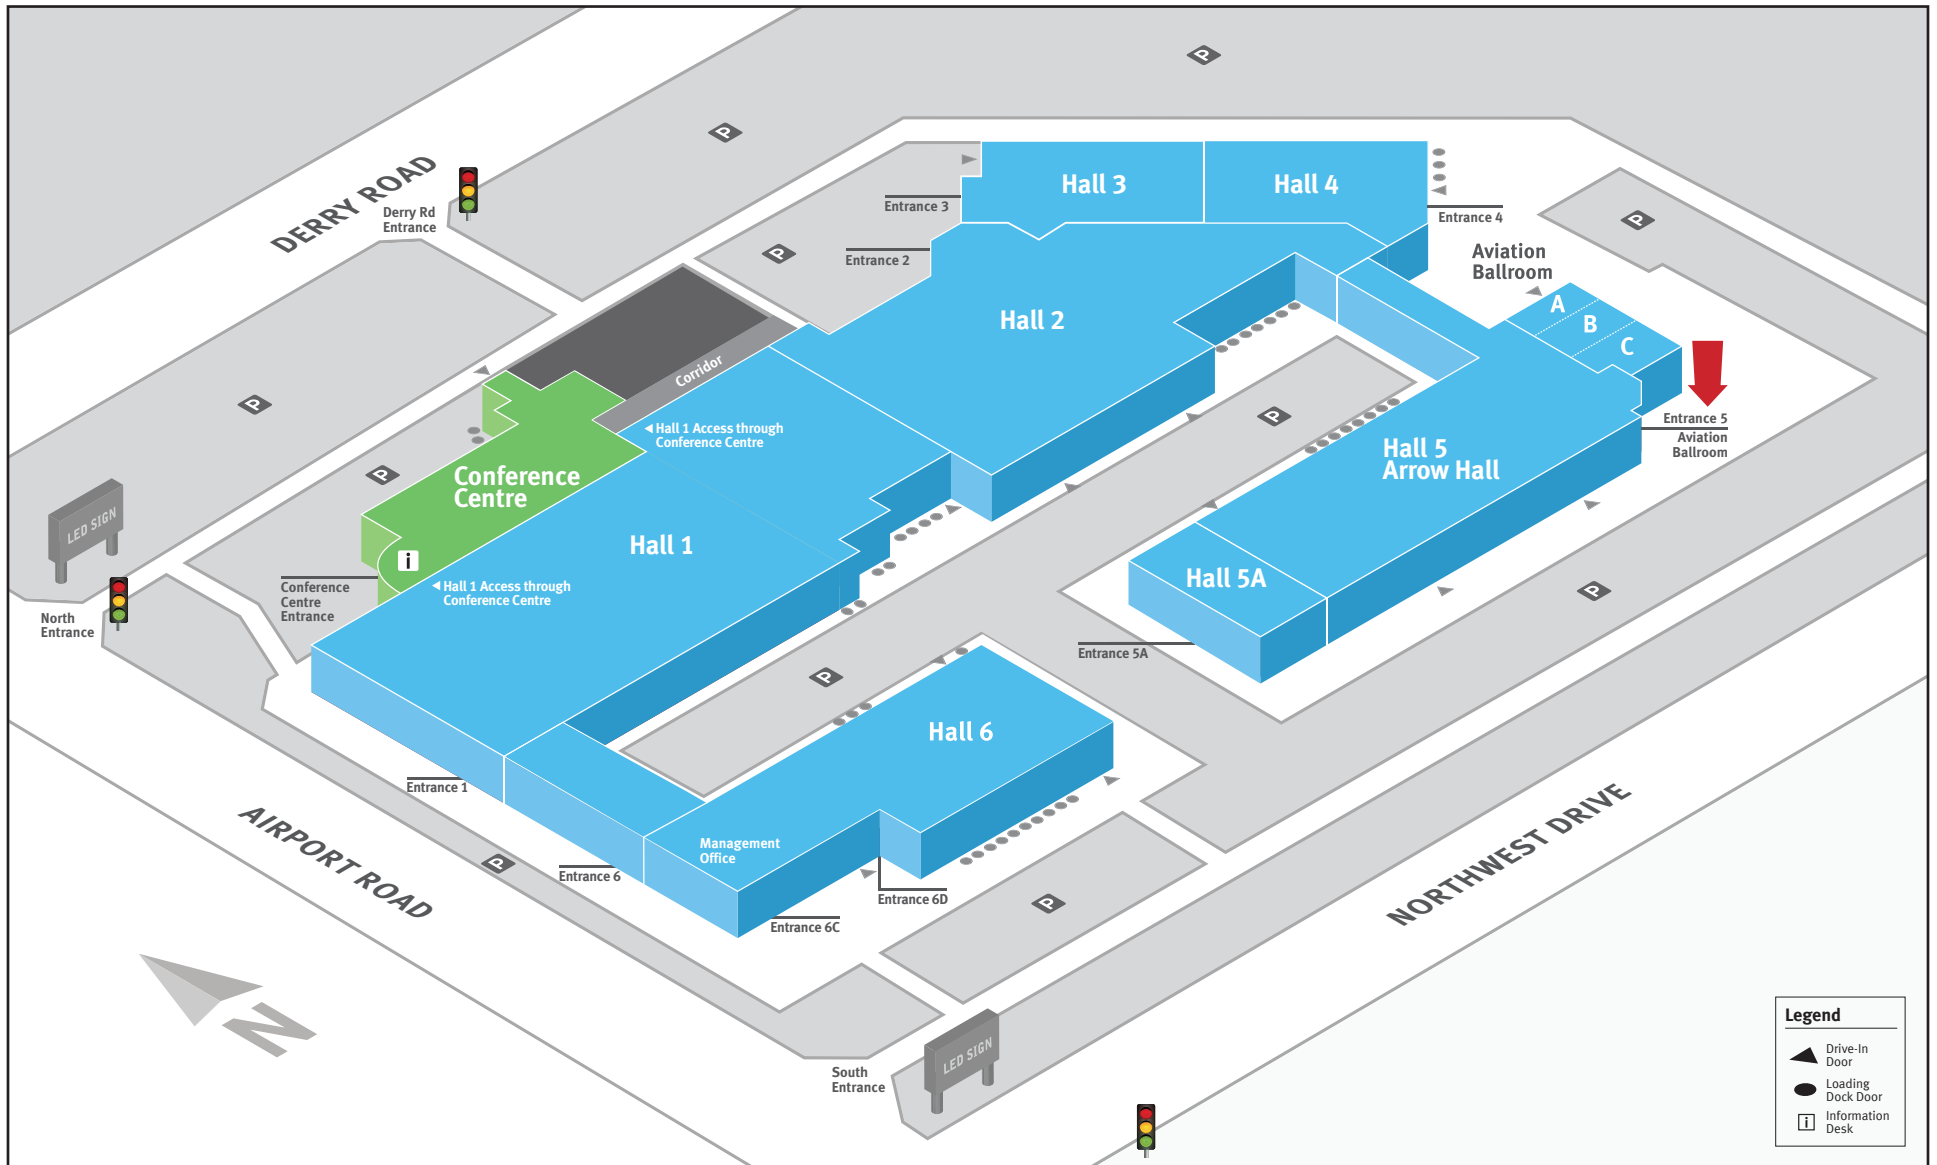 P
P
DERRY ROAD
Derry Rd
Entrance
Hall 3
Hall 4
Entrance 3
Entrance 4
P
P
Entrance 2
Aviation
Ballroom
A
B
C
Hall 2
Corridor
P
P
Entrance 5
Aviation
Ballroom
Hall 1 Access through
Conference Centre
Hall 5
Arrow Hall
P
Conference
Centre
LED SIGN
Hall 1
i
Hall 5A
P
Hall 1 Access through
Conference Centre
Conference
Centre
Entrance
North
Entrance
Entrance 5A
P
Hall 6
Entrance 1
AIRPORT ROAD
NORTHWEST DRIVE
Management
Office
P
Entrance 6
Entrance 6D
P
Entrance 6C
N
LED SIGN
South
Entrance
Legend
Drive-In
Door
Loading
Dock Door
i
Information
Desk